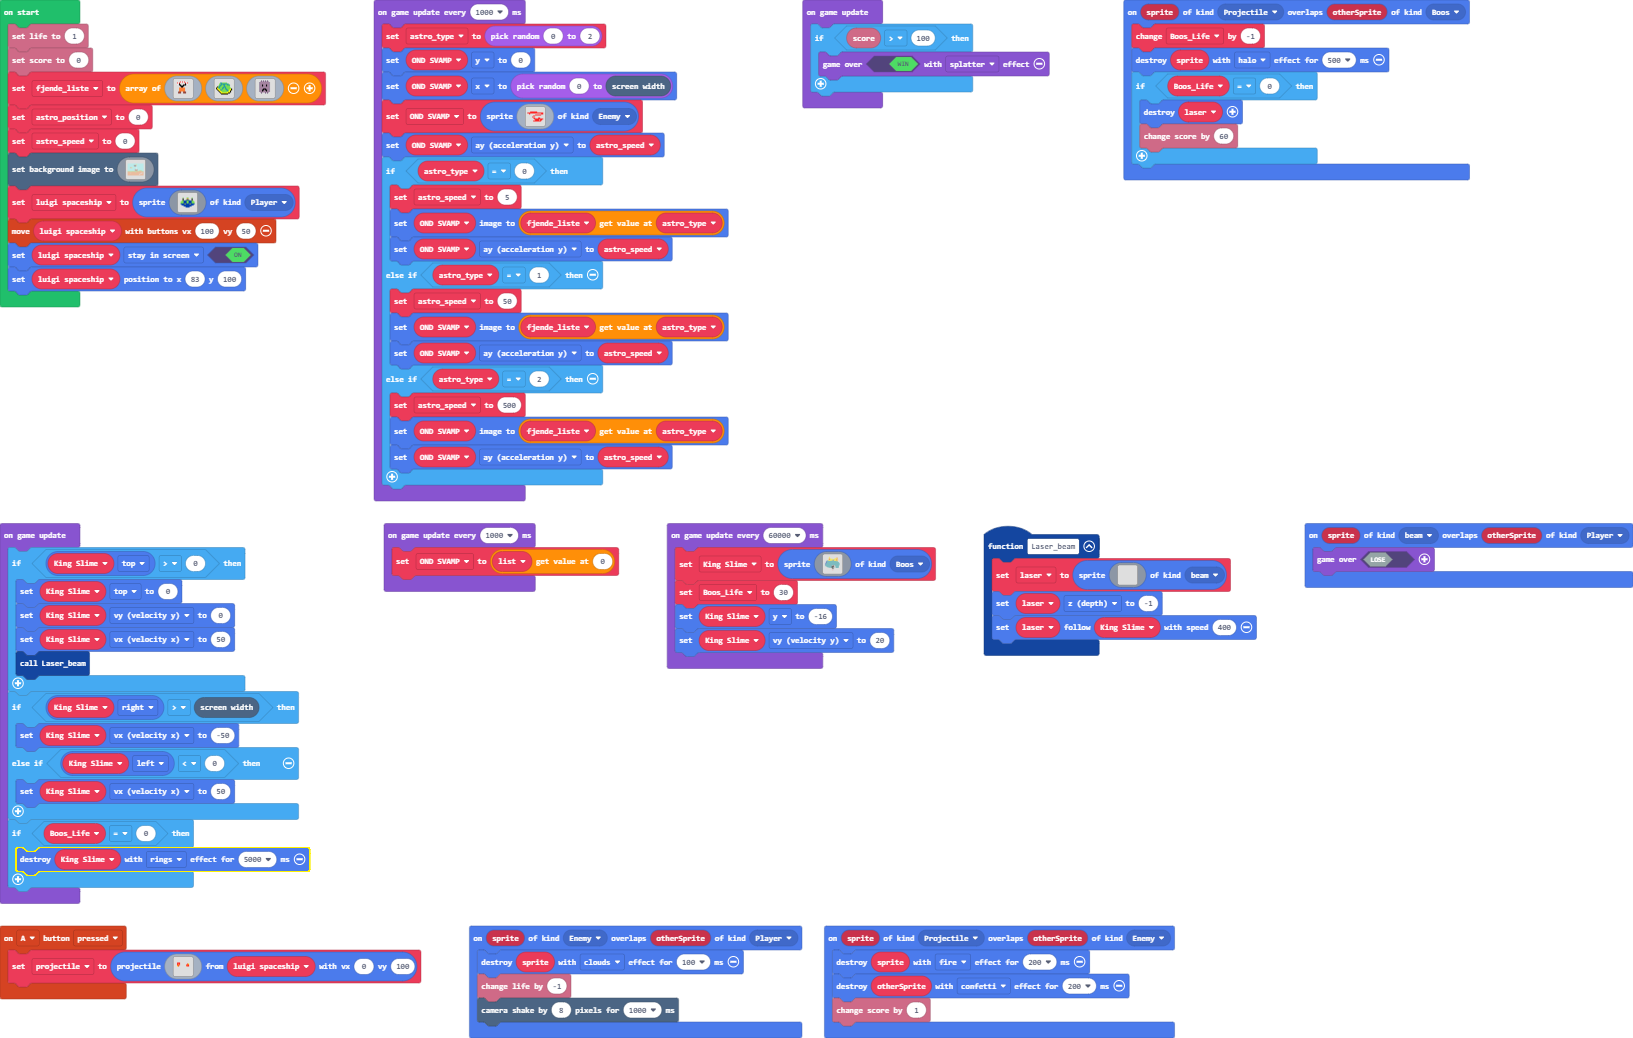 on start
set life to 1
set score to 0
set fjende_liste to array of
set astro_position to 0
set astro_speed to 0
set background image to
set luigi spaceship to sprite of kind Player
move luigi spaceship with buttons vx 100 vy 50
set luigi spaceship stay in screen ON
set luigi spaceship position to x 83 y 100
on game update every 1000 ms
set astro_type to pick random 0 to 2
set OND SVAMP y to 0
set OND SVAMP x to pick random 0 to screen width
set OND SVAMP to sprite of kind Enemy
set OND SVAMP ay (acceleration y) to astro_speed
if astro_type = 0 then
set astro_speed to 5
set OND SVAMP image to fjende_liste get value at astro_type
set OND SVAMP ay (acceleration y) to astro_speed
else if astro_type = 1 then
set astro_speed to 50
set OND SVAMP image to fjende_liste get value at astro_type
set OND SVAMP ay (acceleration y) to astro_speed
else if astro_type = 2 then
set astro_speed to 500
set OND SVAMP image to fjende_liste get value at astro_type
set OND SVAMP ay (acceleration y) to astro_speed
on game update
if score > 100 then
game over WIN with splatter effect
on sprite of kind Projectile overlaps otherSprite of kind Boos
change Boos_Life by -1
destroy sprite with halo effect for 500 ms
if Boos_Life = 0 then
destroy laser
change score by 60
on game update
if King Slime top > 0 then
set King Slime top to 0
set King Slime vy (velocity y) to 0
set King Slime vx (velocity x) to 50
call Laser_beam
if King Slime right > screen width then
set King Slime vx (velocity x) to -50
else if King Slime left < 0 then
set King Slime vx (velocity x) to 50
if Boos_Life = 0 then
destroy King Slime with rings effect for 5000 ms
on game update every 1000 ms
set OND SVAMP to list get value at 0
on game update every 60000 ms
set King Slime to sprite of kind Boos
set Boos_Life to 30
set King Slime y to -16
set King Slime vy (velocity y) to 20
function Laser_beam
set laser to sprite of kind beam
set laser z (depth) to -1
set laser follow King Slime with speed 400
on sprite of kind beam overlaps otherSprite of kind Player
game over LOSE
on A button pressed
set projectile to projectile from luigi spaceship with vx 0 vy 100
on sprite of kind Enemy overlaps otherSprite of kind Player
destroy sprite with clouds effect for 100 ms
change life by -1
camera shake by 8 pixels for 1000 ms
on sprite of kind Projectile overlaps otherSprite of kind Enemy
destroy sprite with fire effect for 200 ms
destroy otherSprite with confetti effect for 200 ms
change score by 1